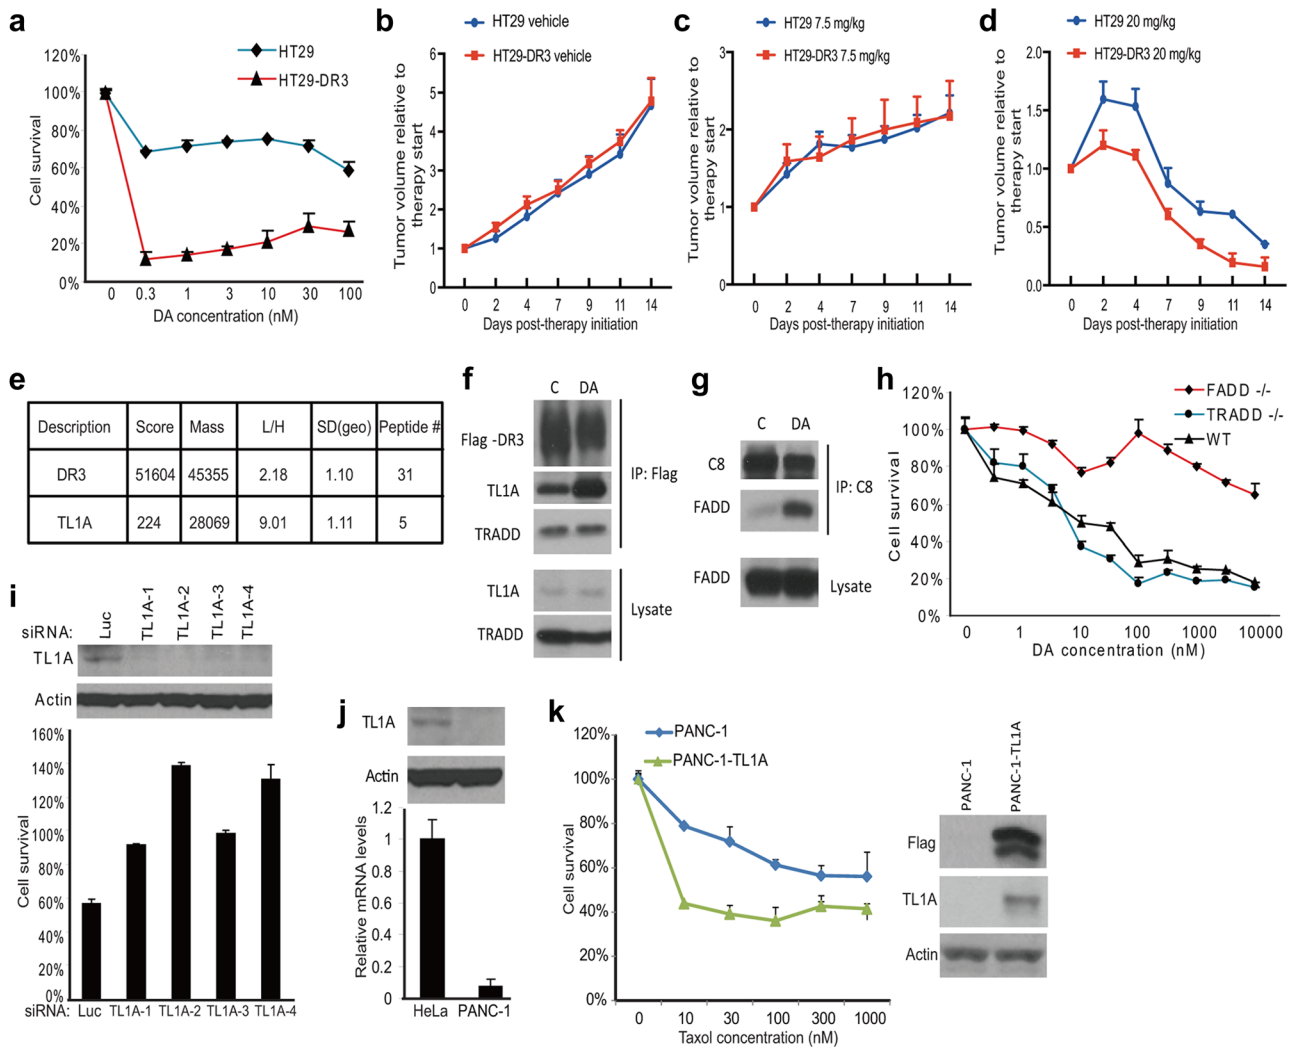 a
HT29
HT29-DR3
120%
100%
80%
60%
40%
20%
0%
Cell survival
0 0.3 1 3 10 30 100
DA concentration (nM)
b
HT29 vehicle
HT29-DR3 vehicle
6
5
4
3
2
1
0
Tumor volume relative to
therapy start
0 2 4 7 9 11 14
Days post-therapy initiation
c
HT29 7.5 mg/kg
HT29-DR3 7.5 mg/kg
3
2
1
0
Tumor volume relative to
therapy start
0 2 4 7 9 11 14
Days post-therapy initiation
d
HT29 20 mg/kg
HT29-DR3 20 mg/kg
2.0
1.5
1.0
0.5
0.0
Tumor volume relative to
therapy start
0 2 4 7 9 11 14
Days post-therapy initiation
e
Description Score Mass L/H SD(geo) Peptide #
DR3 51604 45355 2.18 1.10 31
TL1A 224 28069 9.01 1.11 5
f
C DA
Flag -DR3
TL1A
TRADD
IP: Flag
TL1A
TRADD
Lysate
g
C DA
C8
FADD
IP: C8
FADD
Lysate
h
FADD -/-
TRADD -/-
WT
120%
100%
80%
60%
40%
20%
0%
Cell survival
0 1 10 100 1000 10000
DA concentration (nM)
i
siRNA: Luc TL1A-1 TL1A-2 TL1A-3 TL1A-4
TL1A
Actin
160%
140%
120%
100%
80%
60%
40%
20%
0%
Cell survival
siRNA: Luc TL1A-1 TL1A-2 TL1A-3 TL1A-4
j
TL1A
Actin
1.2
1
0.8
0.6
0.4
0.2
0
Relative mRNA levels
HeLa PANC-1
k
PANC-1
PANC-1-TL1A
120%
100%
80%
60%
40%
20%
0%
Cell survival
0 10 30 100 300 1000
Taxol concentration (nM)
PANC-1
PANC-1-TL1A
Flag
TL1A
Actin